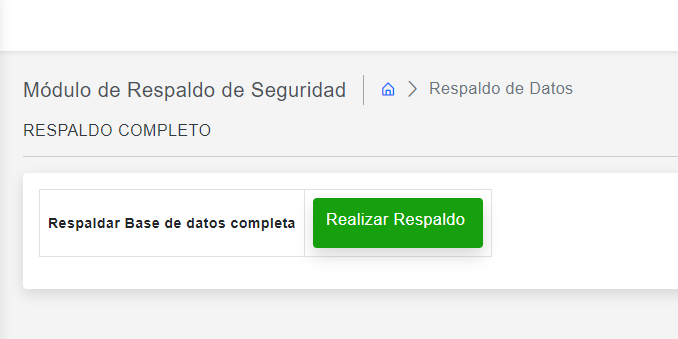 Módulo de Respaldo de Seguridad
Respaldo de Datos
RESPALDO COMPLETO
Respaldar Base de datos completa
Realizar Respaldo